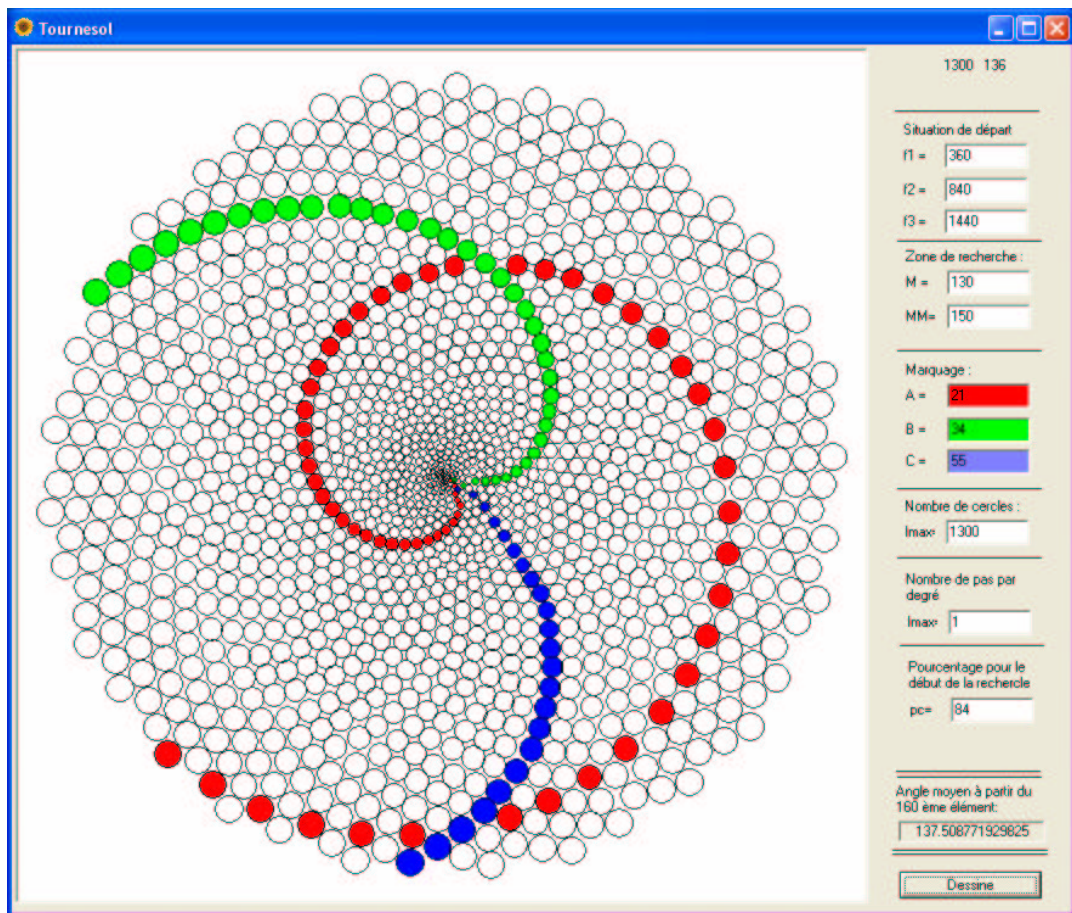 Tournesol
1300 136
Situation de départ
f1 = 360
f2 = 840
f3 = 1440
Zone de recherche :
M = 130
MM= 150
Marquage :
A = 21
B = 34
C = 55
Nombre de cercles :
Imax= 1300
Nombre de pas par
degré
Imax= 1
Pourcentage pour le
début de la rechercle
pc= 84
Angle moyen à partir du
160 ème élément:
137.508771929825
Dessine